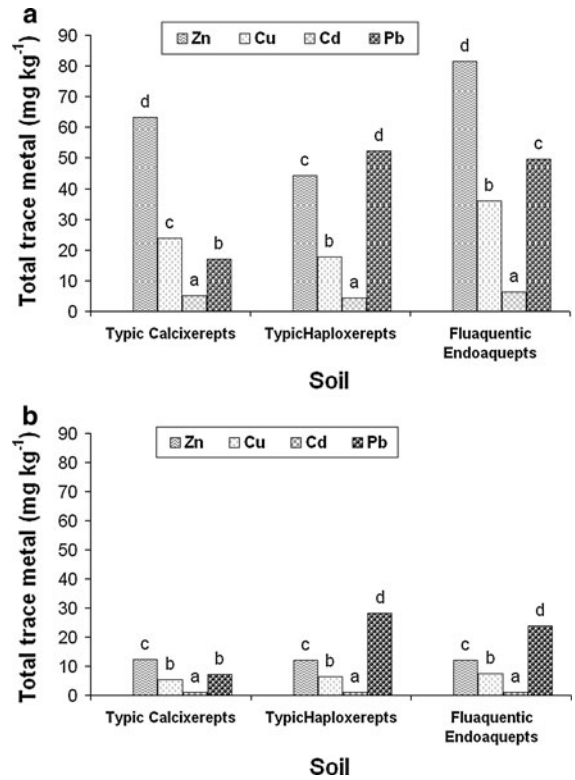 a
Total trace metal (mg kg-1)
90
80
70
60
50
40
30
20
10
0
Zn Cu Cd Pb
d c a b
c b a d
d b a c
Typic Calcixerepts TypicHaploxerepts Fluaquentic
Endoaquepts
Soil
b
Total trace metal (mg kg-1)
90
80
70
60
50
40
30
20
10
0
Zn Cu Cd Pb
c b a b
c b a d
c b a d
Typic Calcixerepts TypicHaploxerepts Fluaquentic
Endoaquepts
Soil